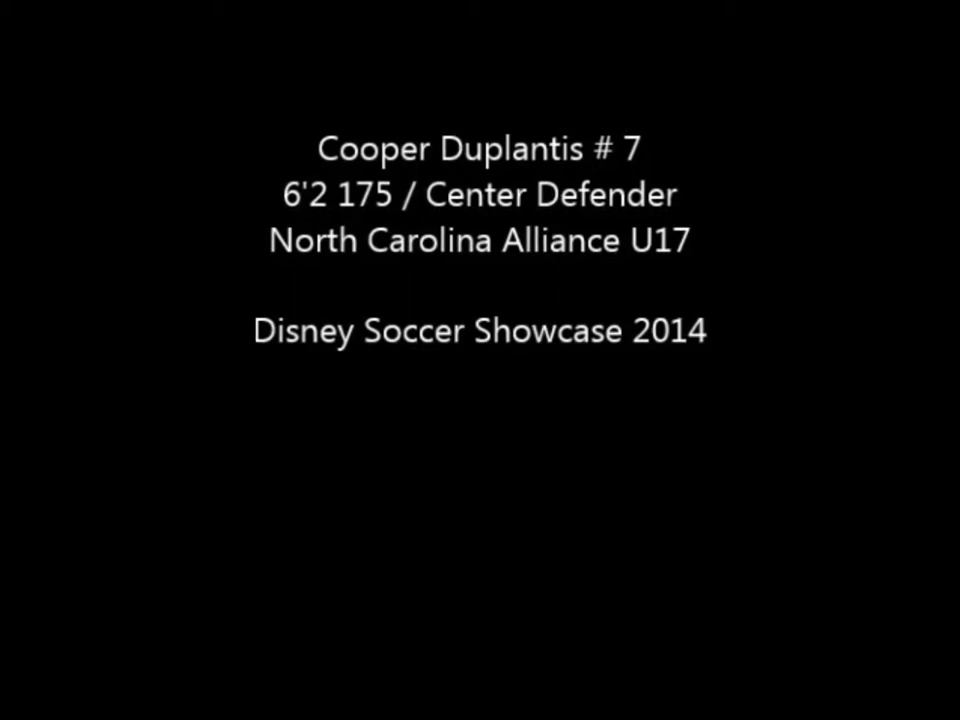 Cooper Duplantis # 7
6'2 175 / Center Defender
North Carolina Alliance U17
Disney Soccer Showcase 2014